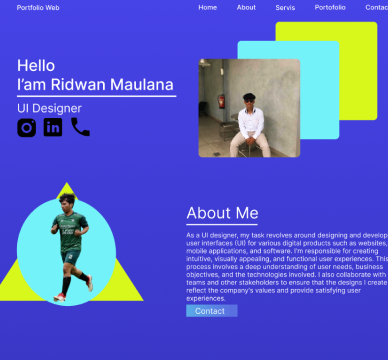 Portfolio Web
Home About Servis Portofolio Contac
Hello
I'am Ridwan Maulana
UI Designer
About Me
As a UI designer, my task revolves around designing and develop
user interfaces (UI) for various digital products such as websites,
mobile applications, and software. I'm responsible for creating
intuitive, visually appealing, and functional user experiences. This
process involves a deep understanding of user needs, business
objectives, and the technologies involved. I also collaborate with
teams and other stakeholders to ensure that the designs I create
reflect the company's values and provide satisfying user
experiences.
Contact